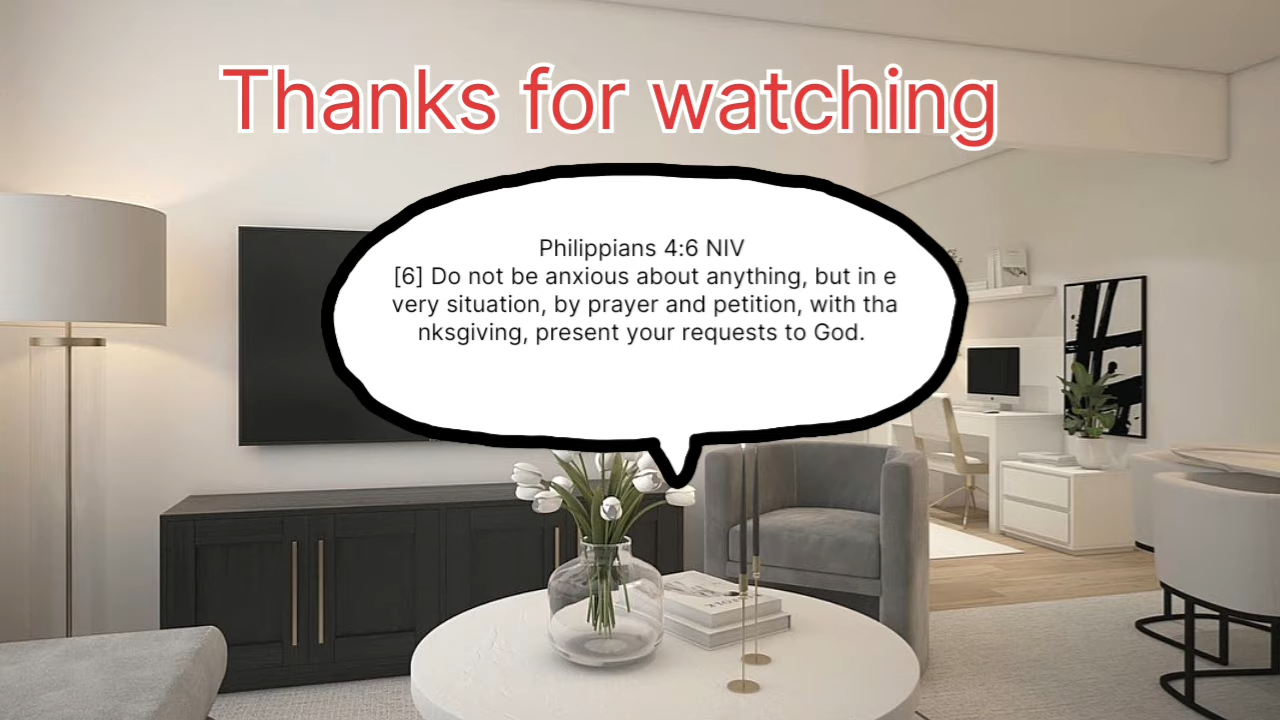 Thanks for watching
Philippians 4:6 NIV
[6] Do not be anxious about anything, but in e
very situation, by prayer and petition, with tha
nksgiving, present your requests to God.